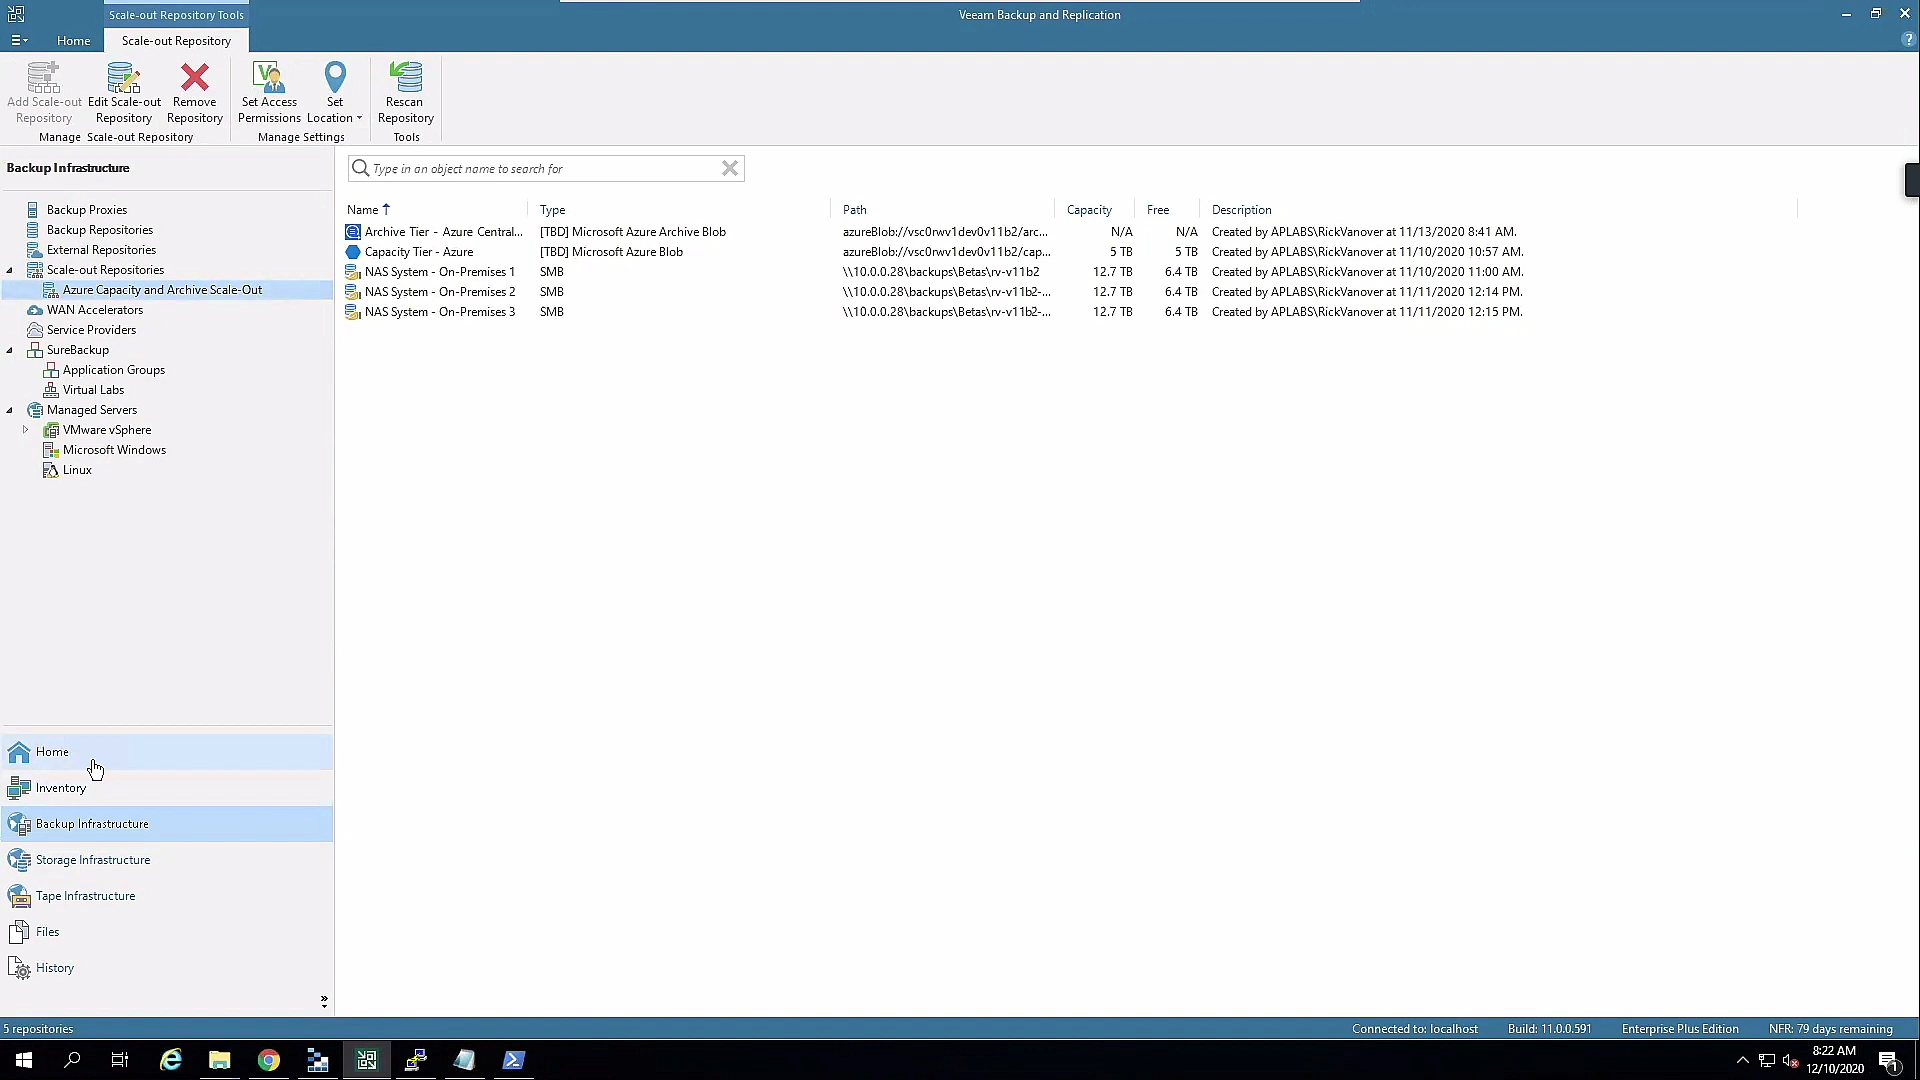 Scale-out Repository Tools
Veeam Backup and Replication
Home
Scale-out Repository
?
Add Scale-out
Repository
Edit Scale-out
Repository
Remove
Repository
Manage Scale-out Repository
Set Access
Permissions
Set
Location
Manage Settings
Rescan
Repository
Tools
Backup Infrastructure
Backup Proxies
Backup Repositories
External Repositories
Scale-out Repositories
Azure Capacity and Archive Scale-Out
WAN Accelerators
Service Providers
SureBackup
Application Groups
Virtual Labs
Managed Servers
VMware vSphere
Microsoft Windows
Linux
Type in an object name to search for
Name Type Path Capacity Free Description
Archive Tier - Azure Central... [TBD] Microsoft Azure Archive Blob azureBlob://vsc0rwv1dev0v11b2/arc... N/A N/A Created by APLABS\RickVanover at 11/13/2020 8:41 AM.
Capacity Tier - Azure [TBD] Microsoft Azure Blob azureBlob://vsc0rwv1dev0v11b2/cap... 5 TB 5 TB Created by APLABS\RickVanover at 11/10/2020 10:57 AM.
NAS System - On-Premises 1 SMB \\10.0.0.28\backups\Betas\rv-v11b2 12.7 TB 6.4 TB Created by APLABS\RickVanover at 11/10/2020 11:00 AM.
NAS System - On-Premises 2 SMB \\10.0.0.28\backups\Betas\rv-v11b2-... 12.7 TB 6.4 TB Created by APLABS\RickVanover at 11/11/2020 12:14 PM.
NAS System - On-Premises 3 SMB \\10.0.0.28\backups\Betas\rv-v11b2-... 12.7 TB 6.4 TB Created by APLABS\RickVanover at 11/11/2020 12:15 PM.
Home
Inventory
Backup Infrastructure
Storage Infrastructure
Tape Infrastructure
Files
History
5 repositories
Connected to: localhost Build: 11.0.0.591 Enterprise Plus Edition NFR: 79 days remaining
8:22 AM
12/10/2020
1